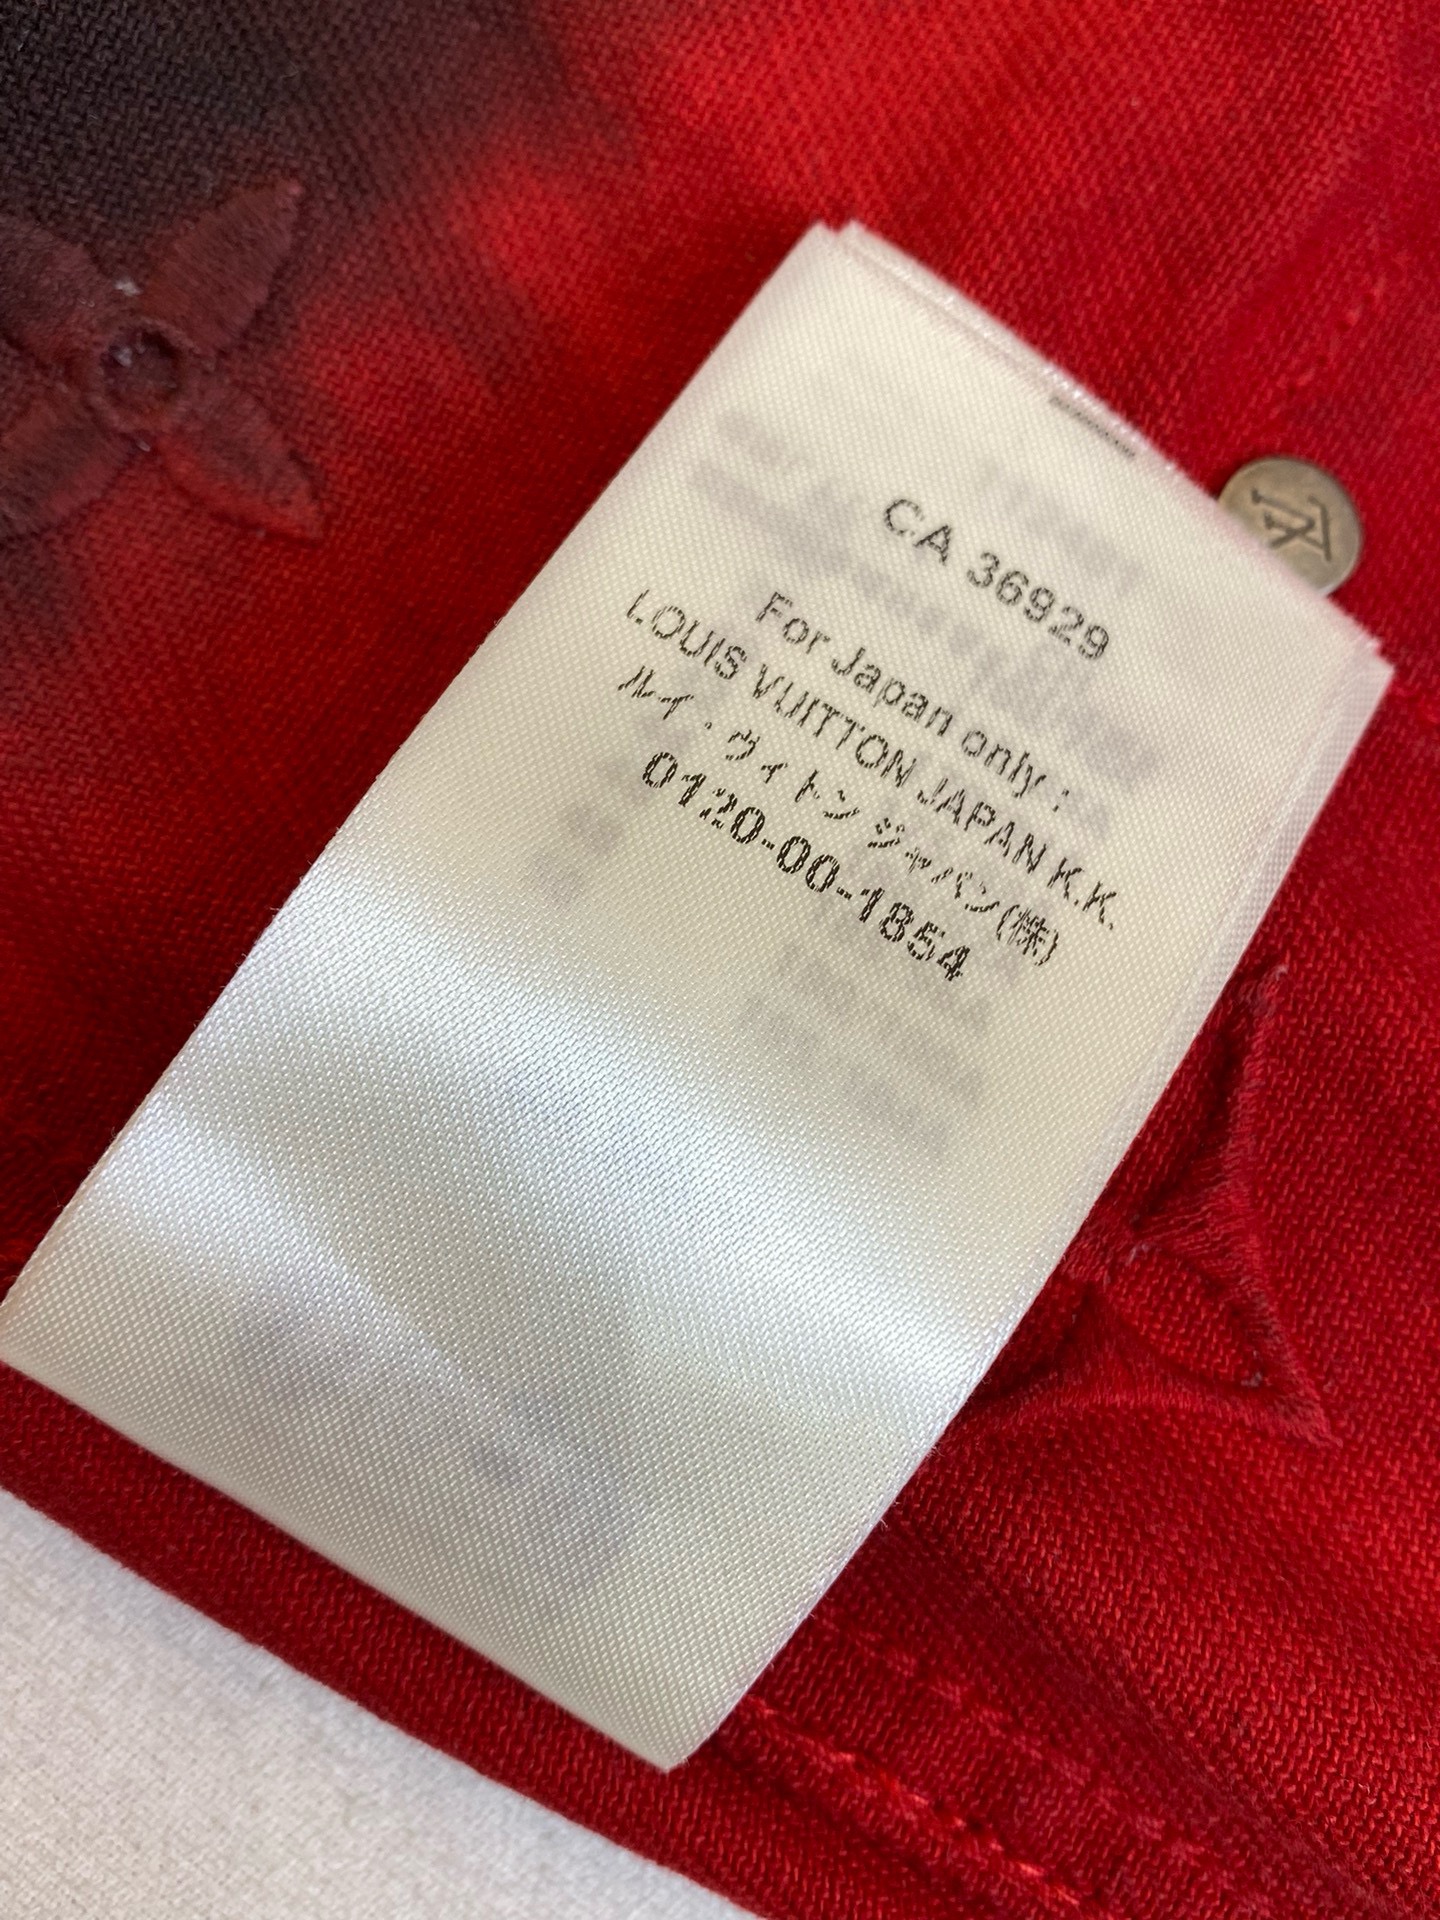 CA 36929
For Japan only :
LOUIS VUITTON JAPAN K.K.
ルイ・ヴィトン ジャパン(株)
0120-00-1854
LV